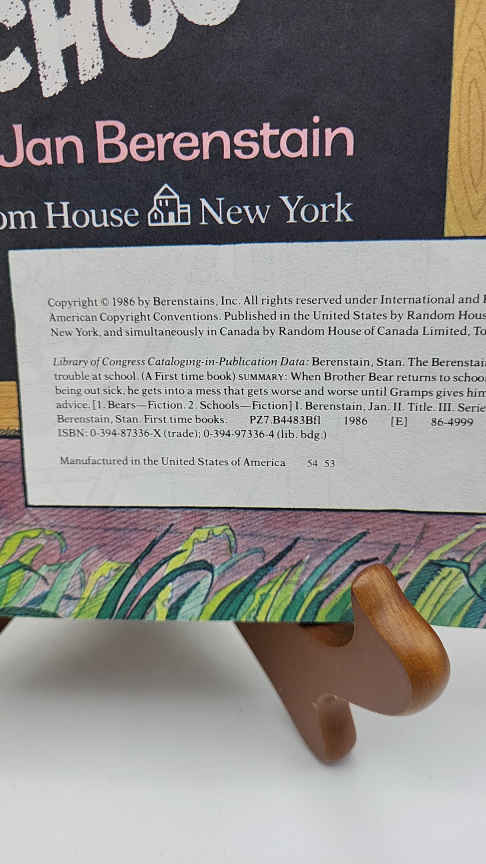 CHOO
Jan Berenstain
om House New York
Copyright © 1986 by Berenstains, Inc. All rights reserved under International and
American Copyright Conventions. Published in the United States by Random Hous
New York, and simultaneously in Canada by Random House of Canada Limited, To
Library of Congress Cataloging-in-Publication Data: Berenstain, Stan. The Berenstai
trouble at school. (A First time book) SUMMARY: When Brother Bear returns to schoo
being out sick, he gets into a mess that gets worse and worse until Gramps gives him
advice. [1. Bears—Fiction. 2. Schools—Fiction] I. Berenstain, Jan. II. Title. III. Serie
Berenstain, Stan. First time books. PZ7.B4483Bfl 1986 [E] 86-4999
ISBN: 0-394-87336-X (trade); 0-394-97336-4 (lib. bdg.)
Manufactured in the United States of America 54 53